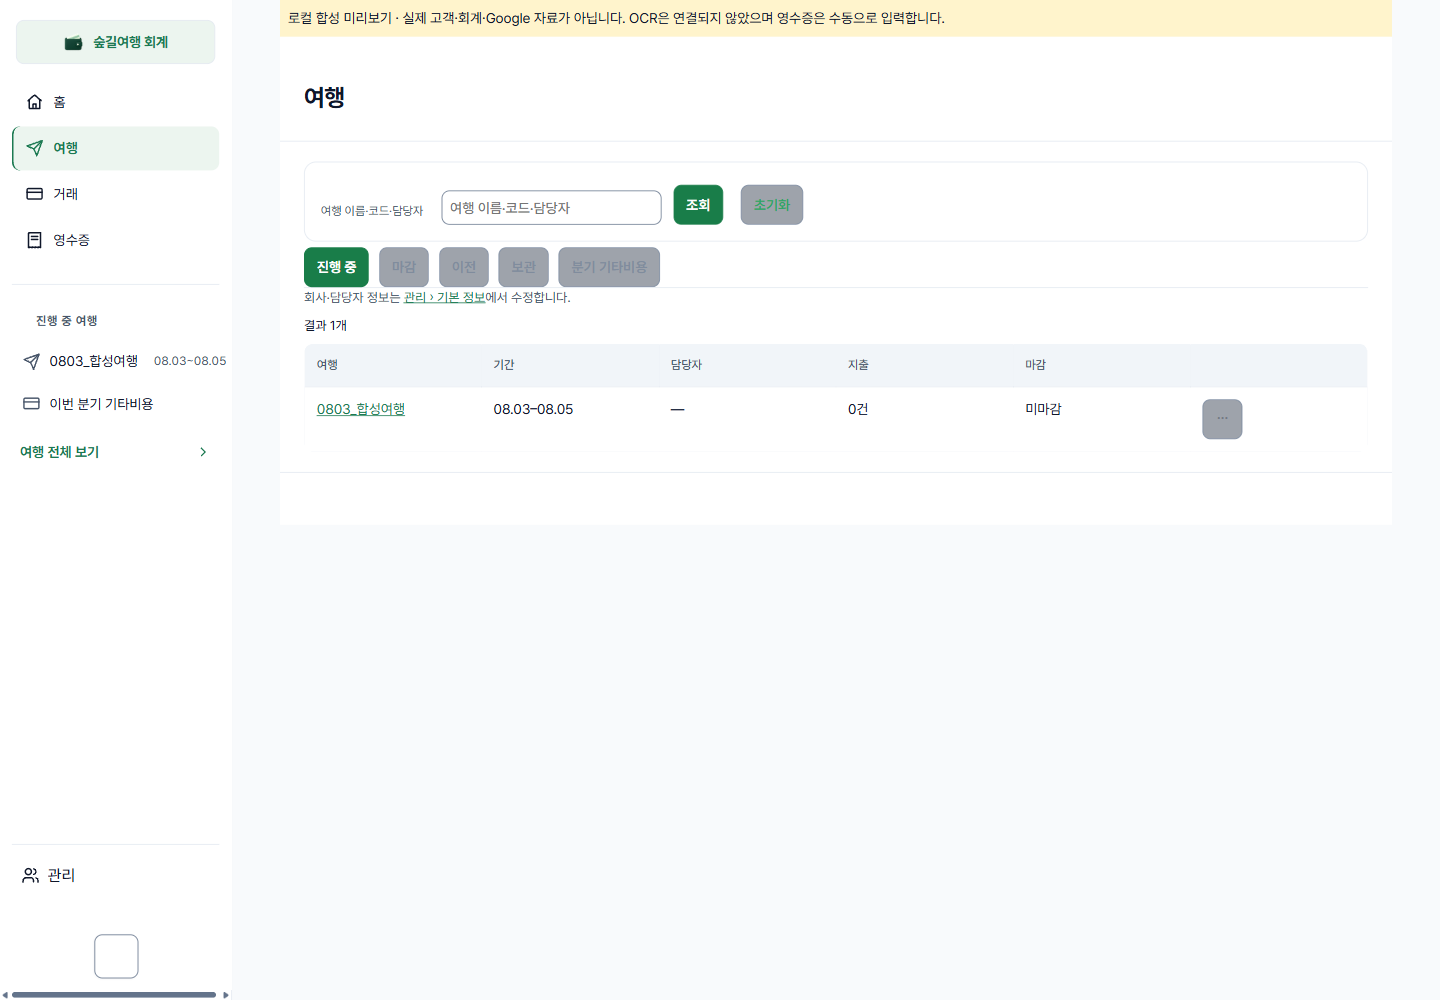 숲길여행 회계
홈
여행
거래
영수증
진행 중 여행
0803_합성여행 08.03~08.05
이번 분기 기타비용
여행 전체 보기
관리
로컬 합성 미리보기 · 실제 고객·회계·Google 자료가 아닙니다. OCR은 연결되지 않았으며 영수증은 수동으로 입력합니다.
여행
여행 이름·코드·담당자 여행 이름·코드·담당자 조회 초기화
진행 중 마감 이전 보관 분기 기타비용
회사·담당자 정보는 관리 › 기본 정보에서 수정합니다.
결과 1개
여행 기간 담당자 지출 마감
0803_합성여행 08.03–08.05 — 0건 미마감 ···